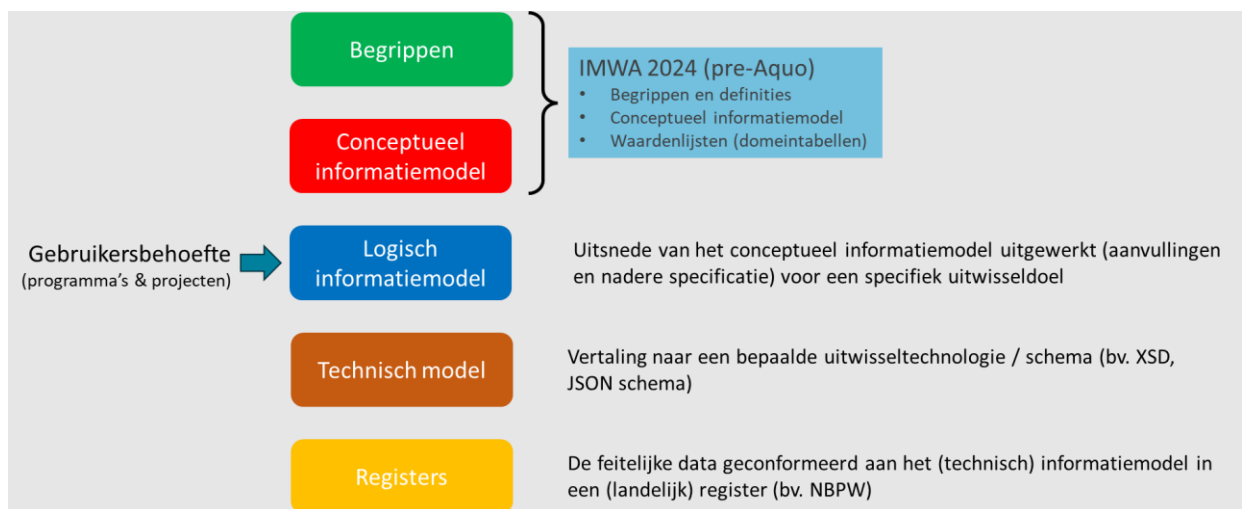 Begrippen
IMWA 2024 (pre-Aquo)
• Begrippen en definities
• Conceptueel informatiemodel
• Waardenlijsten (domeintabellen)
Conceptueel
informatiemodel
Gebruikersbehoefte
(programma's & projecten)
Logisch
informatiemodel
Uitsnede van het conceptueel informatiemodel uitgewerkt (aanvullingen
en nadere specificatie) voor een specifiek uitwisseldoel
Technisch model
Vertaling naar een bepaalde uitwisseltechnologie / schema (bv. XSD,
JSON schema)
Registers
De feitelijke data geconformeerd aan het (technisch) informatiemodel in
een (landelijk) register (bv. NBPW)